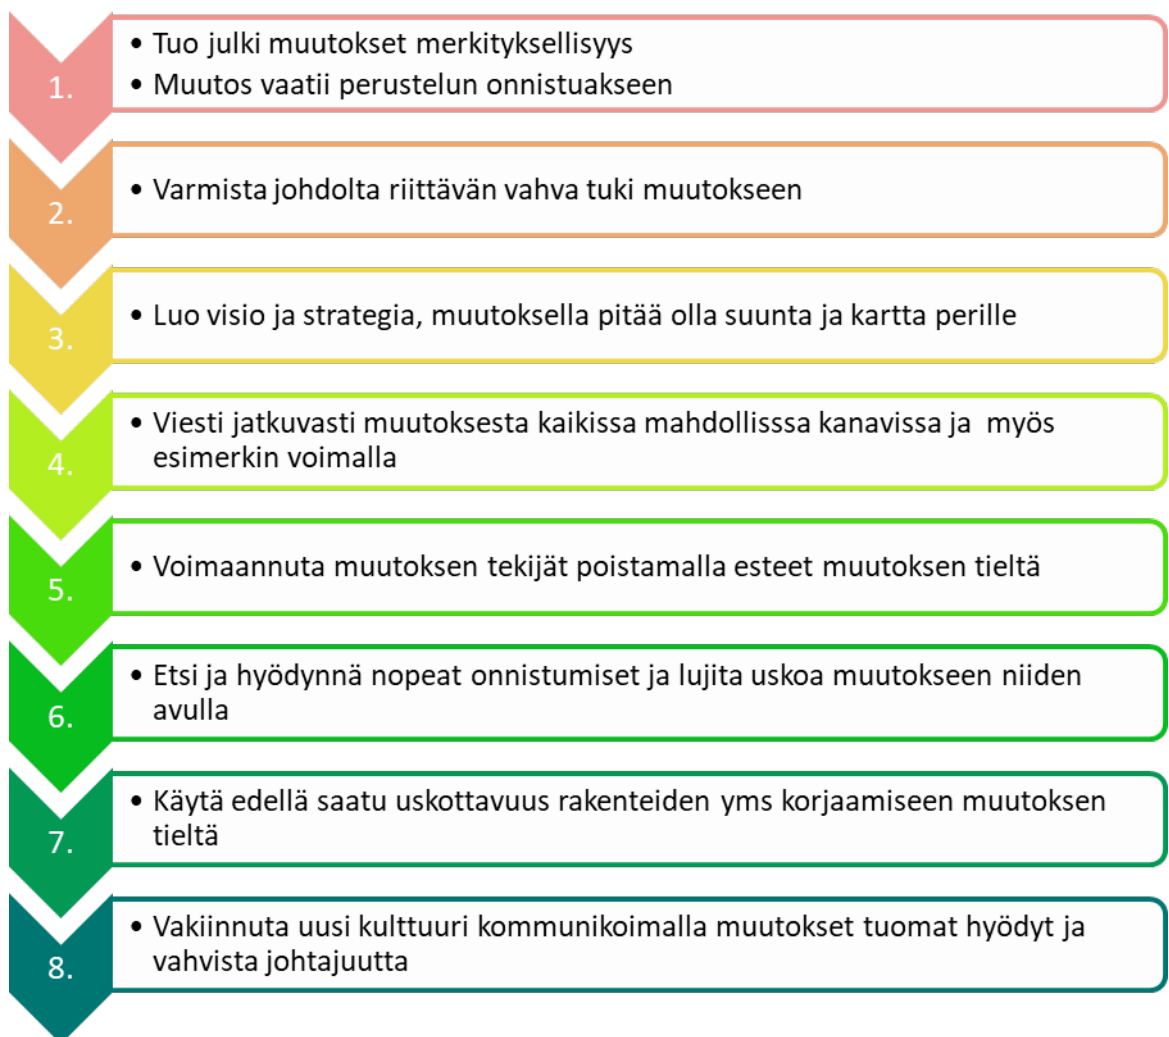 1.
• Tuo julki muutokset merkityksellisyys
• Muutos vaatii perustelun onnistuakseen
2.
• Varmista johdolta riittävän vahva tuki muutokseen
3.
• Luo visio ja strategia, muutoksella pitää olla suunta ja kartta perille
4.
• Viesti jatkuvasti muutoksesta kaikissa mahdollisssa kanavissa ja  myös
esimerkin voimalla
5.
• Voimaannuta muutoksen tekijät poistamalla esteet muutoksen tieltä
6.
• Etsi ja hyödynnä nopeat onnistumiset ja lujita uskoa muutokseen niiden
avulla
7.
• Käytä edellä saatu uskottavuus rakenteiden yms korjaamiseen muutoksen
tieltä
8.
• Vakiinnuta uusi kulttuuri kommunikoimalla muutokset tuomat hyödyt ja
vahvista johtajuutta